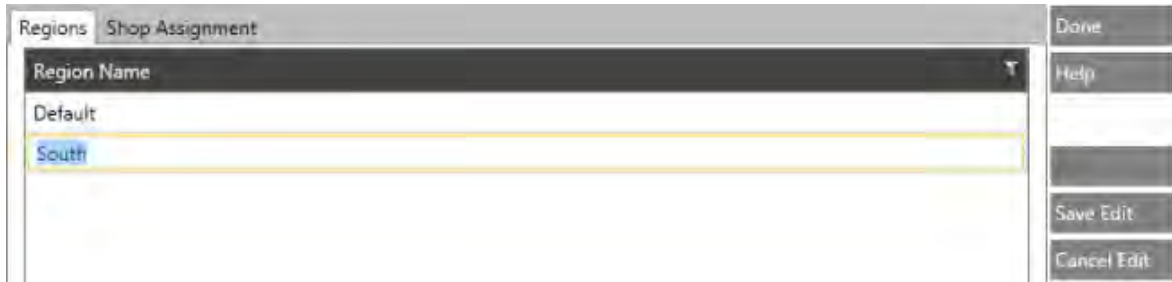 Regions Shop Assignment
Region Name
Default
South
Done
Help
Save Edit
Cancel Edit